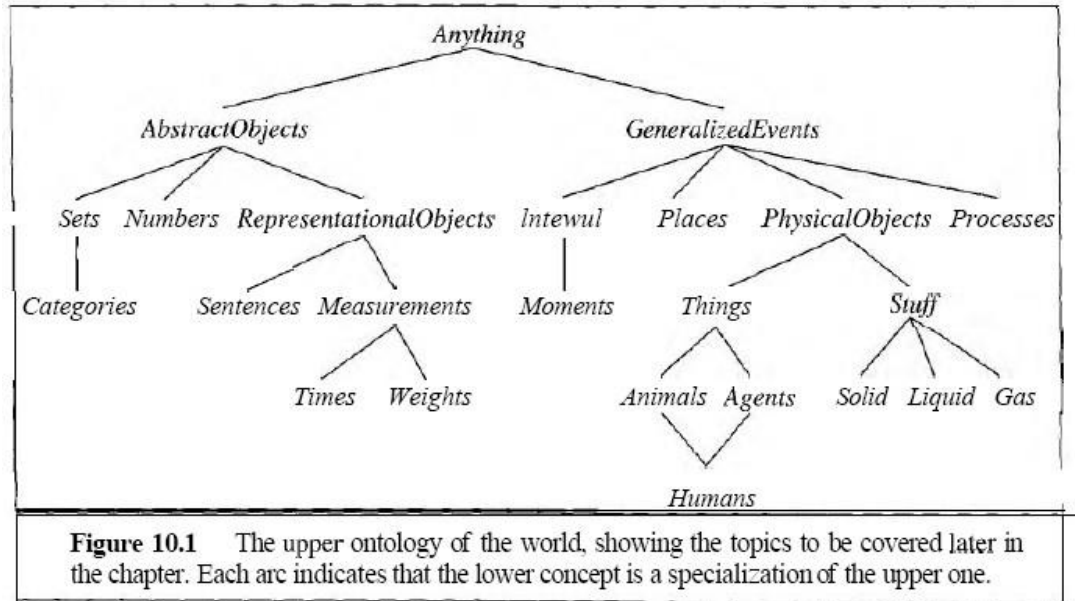 Anything
AbstractObjects GeneralizedEvents
Sets Numbers RepresentationalObjects Intewul Places PhysicalObjects Processes
Categories Sentences Measurements Moments Things Stuff
Times Weights Animals Agents Solid Liquid Gas
Humans
Figure 10.1 The upper ontology of the world, showing the topics to be covered later in
the chapter. Each arc indicates that the lower concept is a specialization of the upper one.